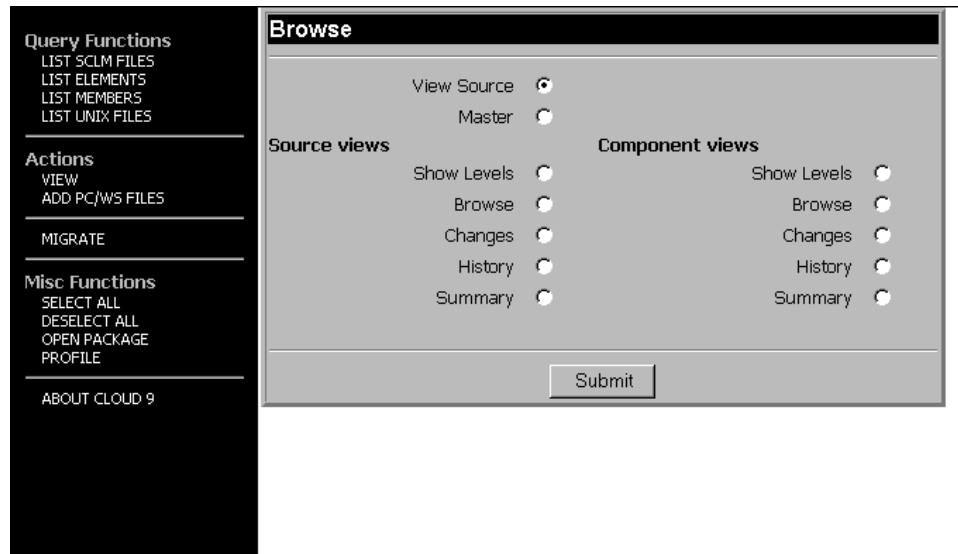 Query Functions
LIST SCLM FILES
LIST ELEMENTS
LIST MEMBERS
LIST UNIX FILES
Actions
VIEW
ADD PC/WS FILES
MIGRATE
Misc Functions
SELECT ALL
DESELECT ALL
OPEN PACKAGE
PROFILE
ABOUT CLOUD 9
Browse
View Source
Master
Source views
Show Levels
Browse
Changes
History
Summary
Component views
Show Levels
Browse
Changes
History
Summary
Submit